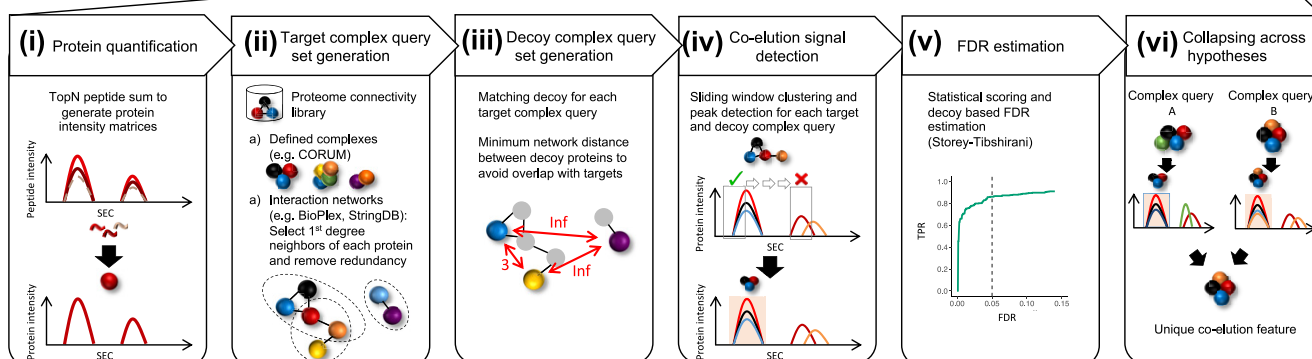 (i) Protein quantification
TopN peptide sum to
generate protein
intensity matrices
Peptide intensity
SEC
Protein intensity
SEC
(ii) Target complex query
set generation
Proteome connectivity
library
a) Defined complexes
(e.g. CORUM)
a) Interaction networks
(e.g. BioPlex, StringDB):
Select 1st degree
neighbors of each protein
and remove redundancy
(iii) Decoy complex query
set generation
Matching decoy for each
target complex query
Minimum network distance
between decoy proteins to
avoid overlap with targets
Inf
3
Inf
(iv) Co-elution signal
detection
Sliding window clustering and
peak detection for each target
and decoy complex query
Protein intensity
SEC
Protein intensity
SEC
(v) FDR estimation
Statistical scoring and
decoy based FDR
estimation
(Storey-Tibshirani)
TPR
1.0
0.8
0.6
0.4
0.2
0.0
0.00
0.05
0.10
0.15
FDR
(vi) Collapsing across
hypotheses
Complex query
A
Complex query
B
Unique co-elution feature